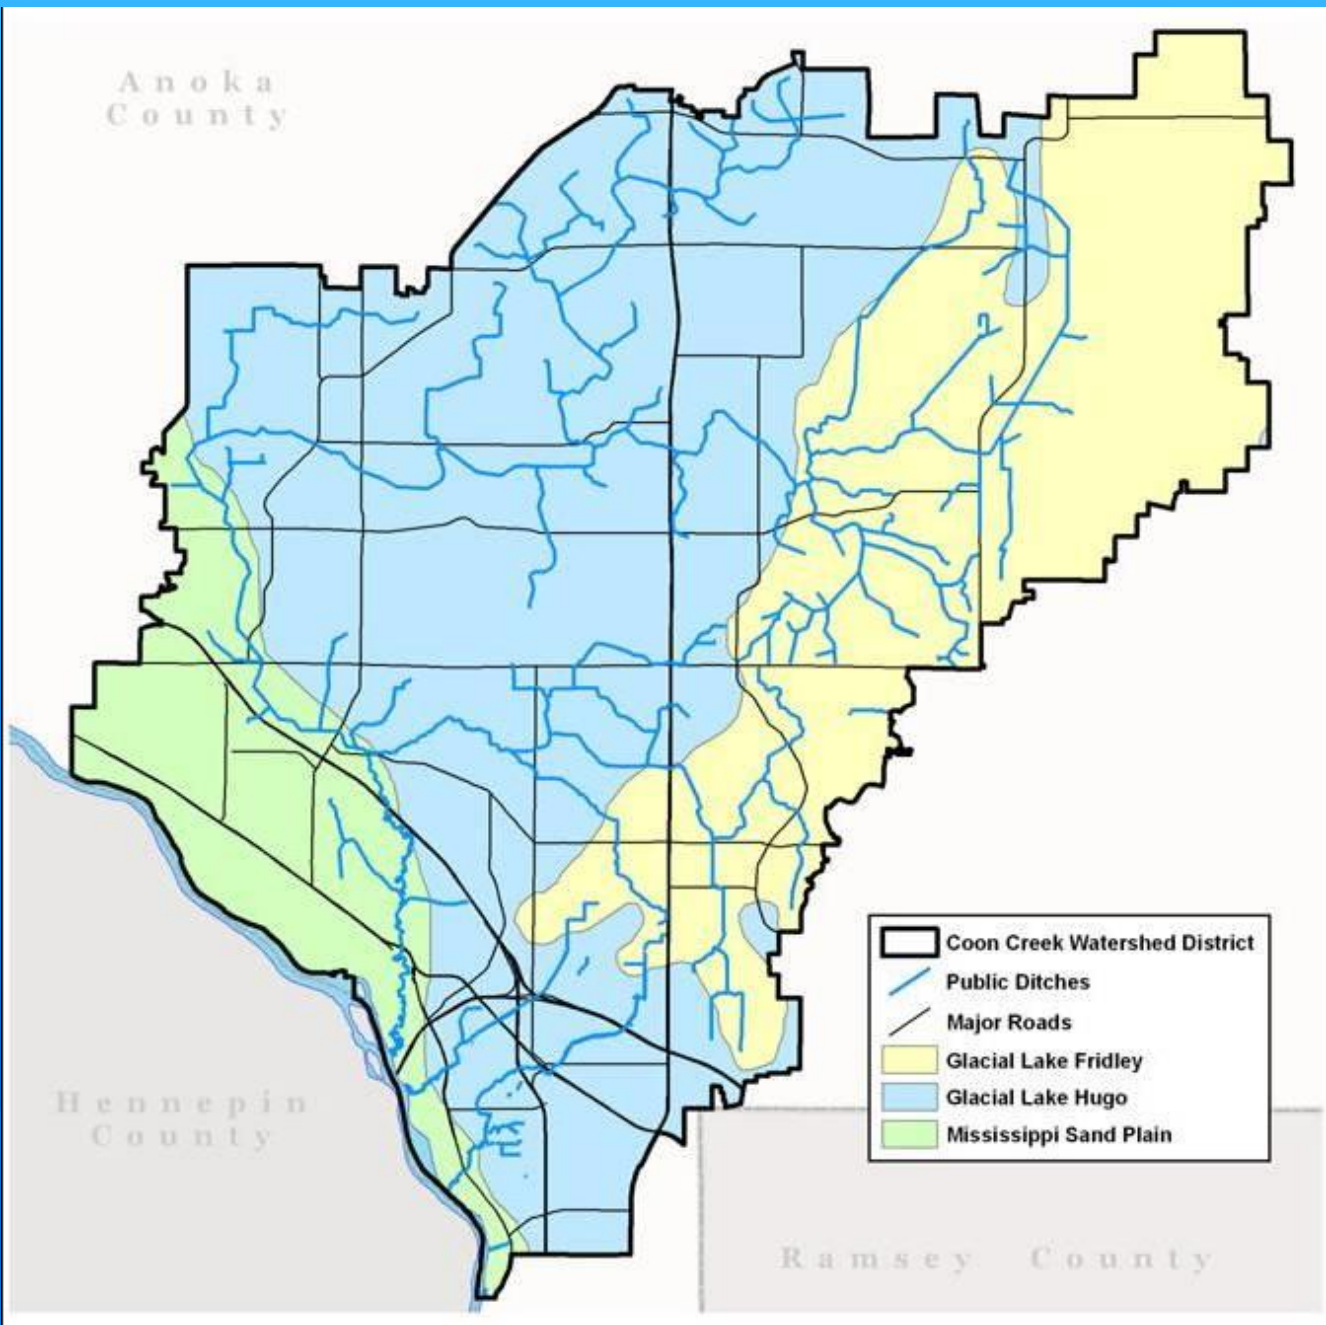 Anoka
County
Coon Creek Watershed District
Public Ditches
Major Roads
Glacial Lake Fridley
Glacial Lake Hugo
Mississippi Sand Plain
Hennepin
County
Ramsey County